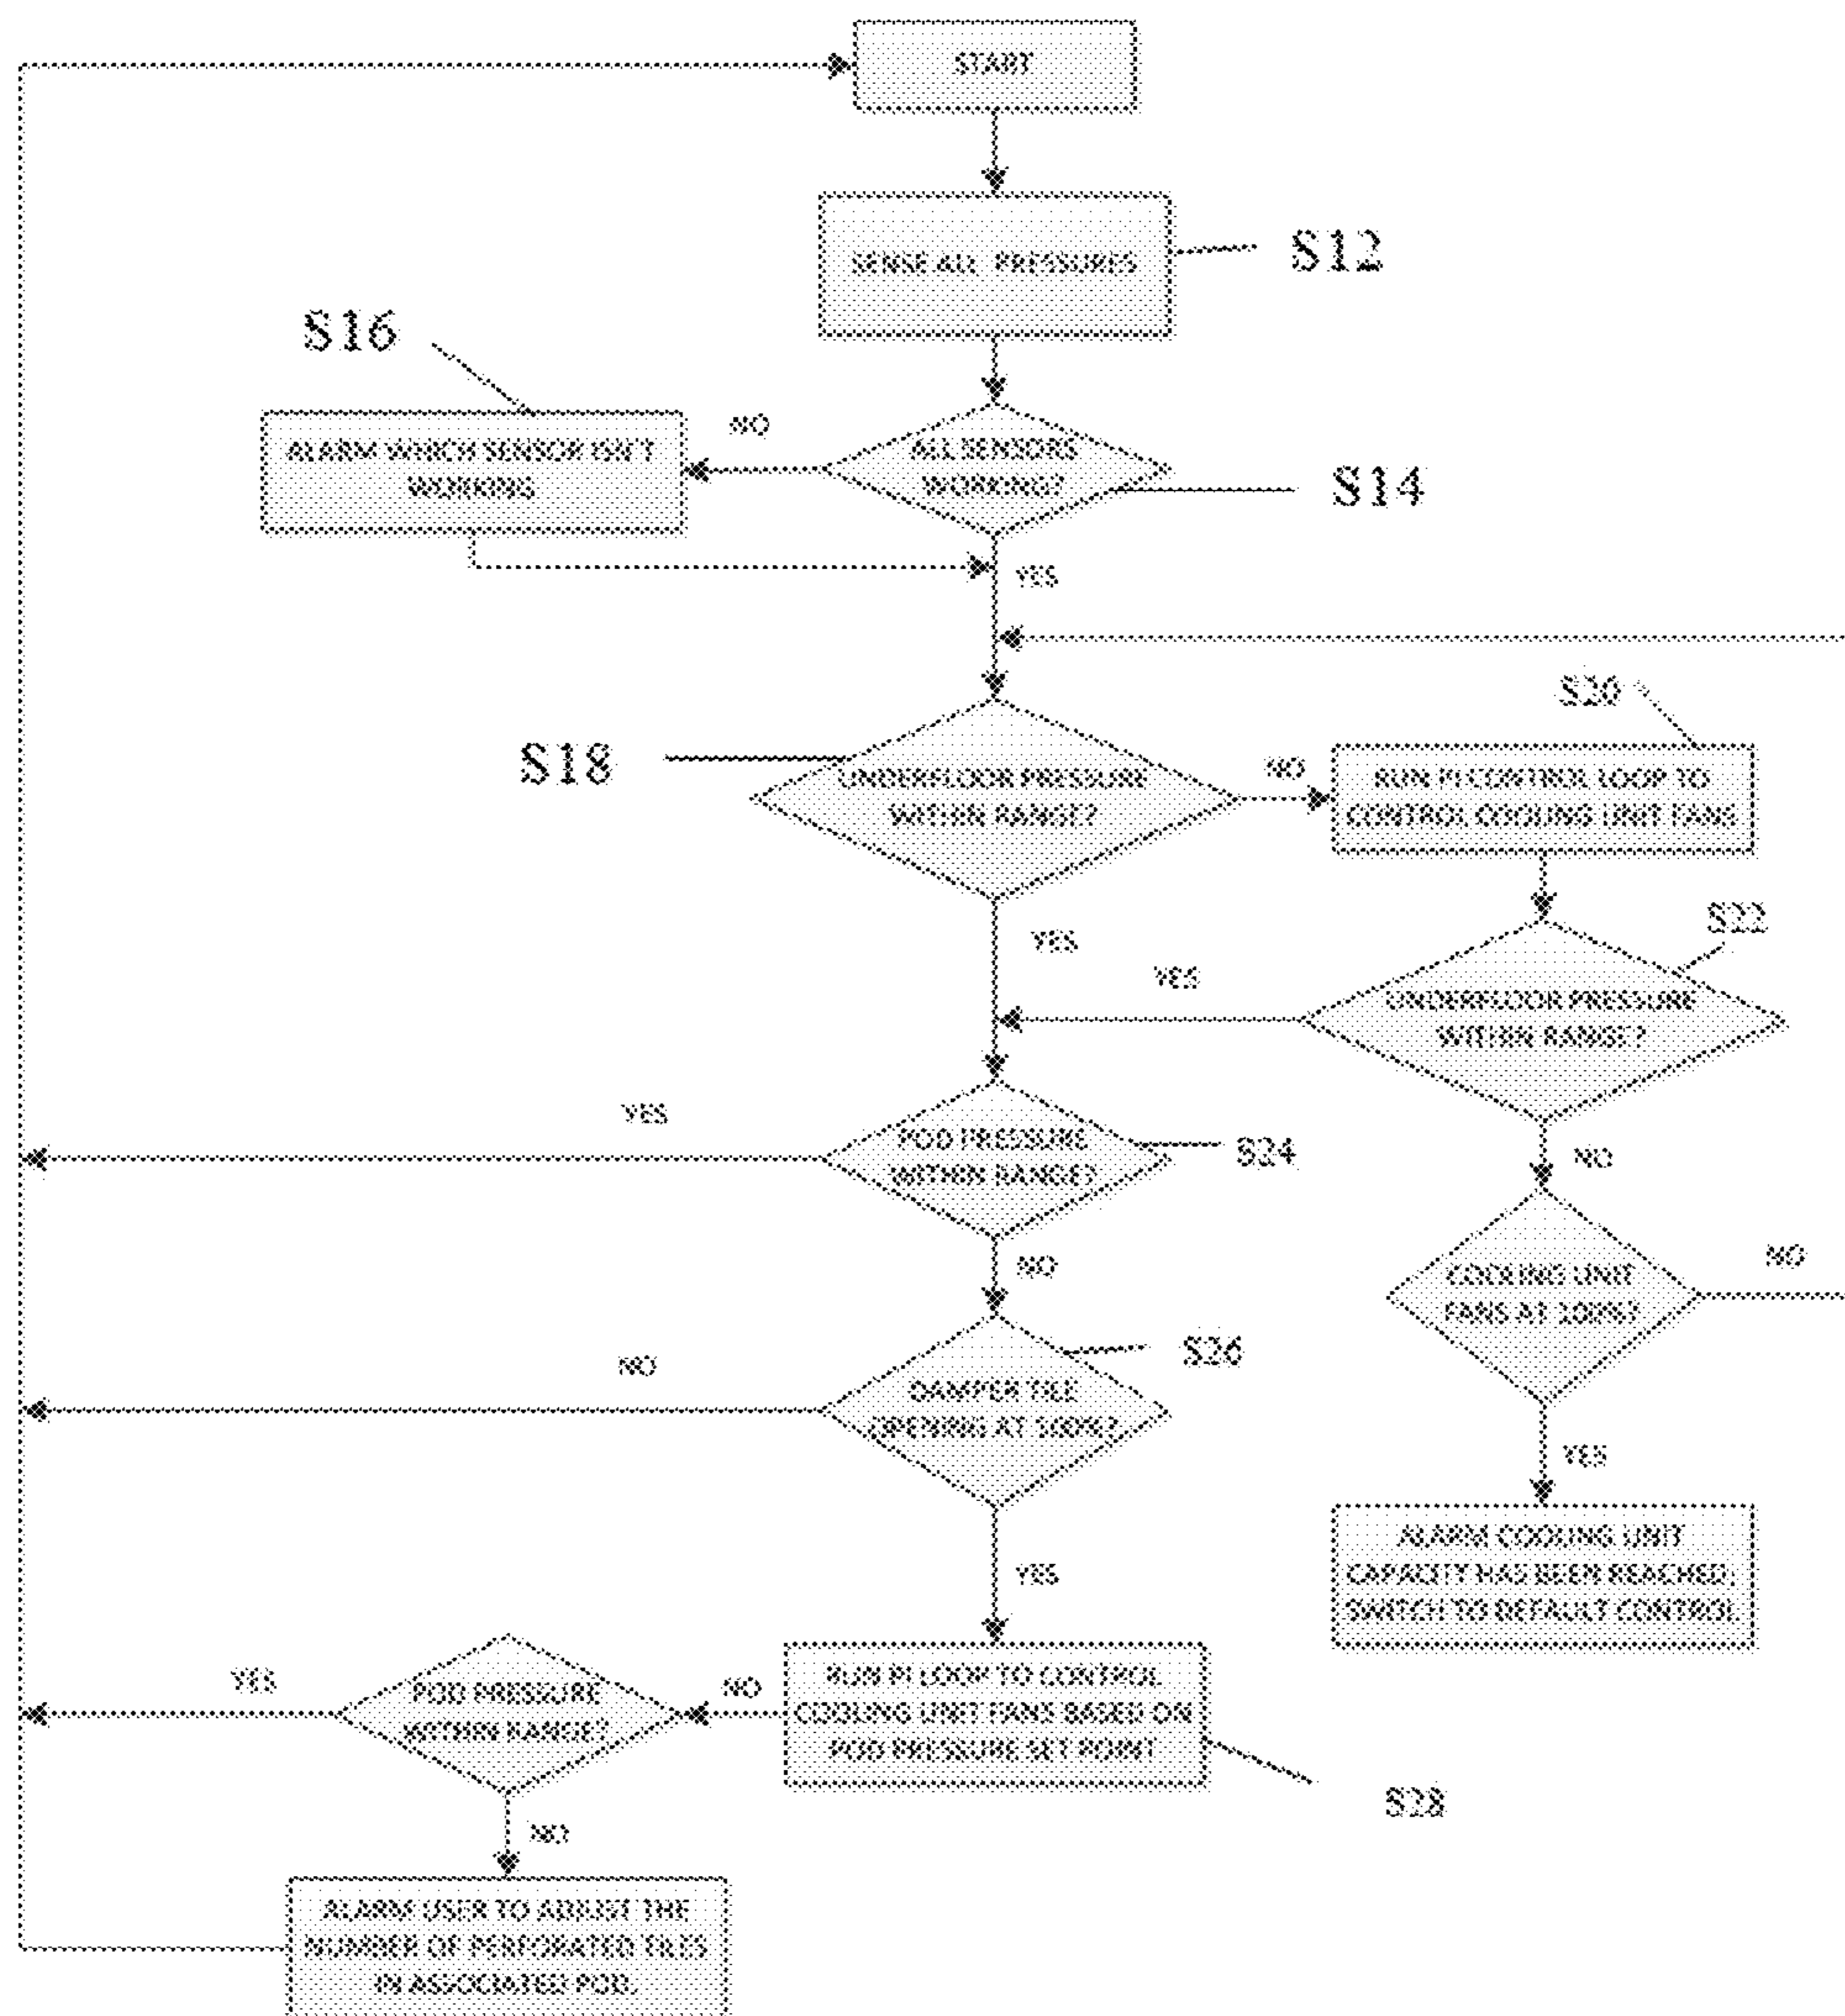 START
SENSE ALL PRESSURES
S12
S16
ALARM WHICH SENSOR ISN'T
WORKING
NO
ALL SENSORS
WORKING?
S14
YES
S18
UNDERFLOOR PRESSURE
WITHIN RANGE?
NO
S20
RUN PI CONTROL LOOP TO
CONTROL COOLING UNIT FANS
YES
S22
UNDERFLOOR PRESSURE
WITHIN RANGE?
YES
YES
POD PRESSURE
WITHIN RANGE?
S24
NO
NO
COOLING UNIT
FANS AT 100%?
NO
S26
NO
DAMPER TILE
OPENING AT 100%?
YES
ALARM COOLING UNIT
CAPACITY HAS BEEN REACHED,
SWITCH TO DEFAULT CONTROL
YES
YES
POD PRESSURE
WITHIN RANGE?
NO
RUN PI LOOP TO CONTROL
COOLING UNIT FANS BASED ON
POD PRESSURE SET POINT
S28
NO
ALARM USER TO ADJUST THE
NUMBER OF PERFORATED TILES
IN ASSOCIATED POD.